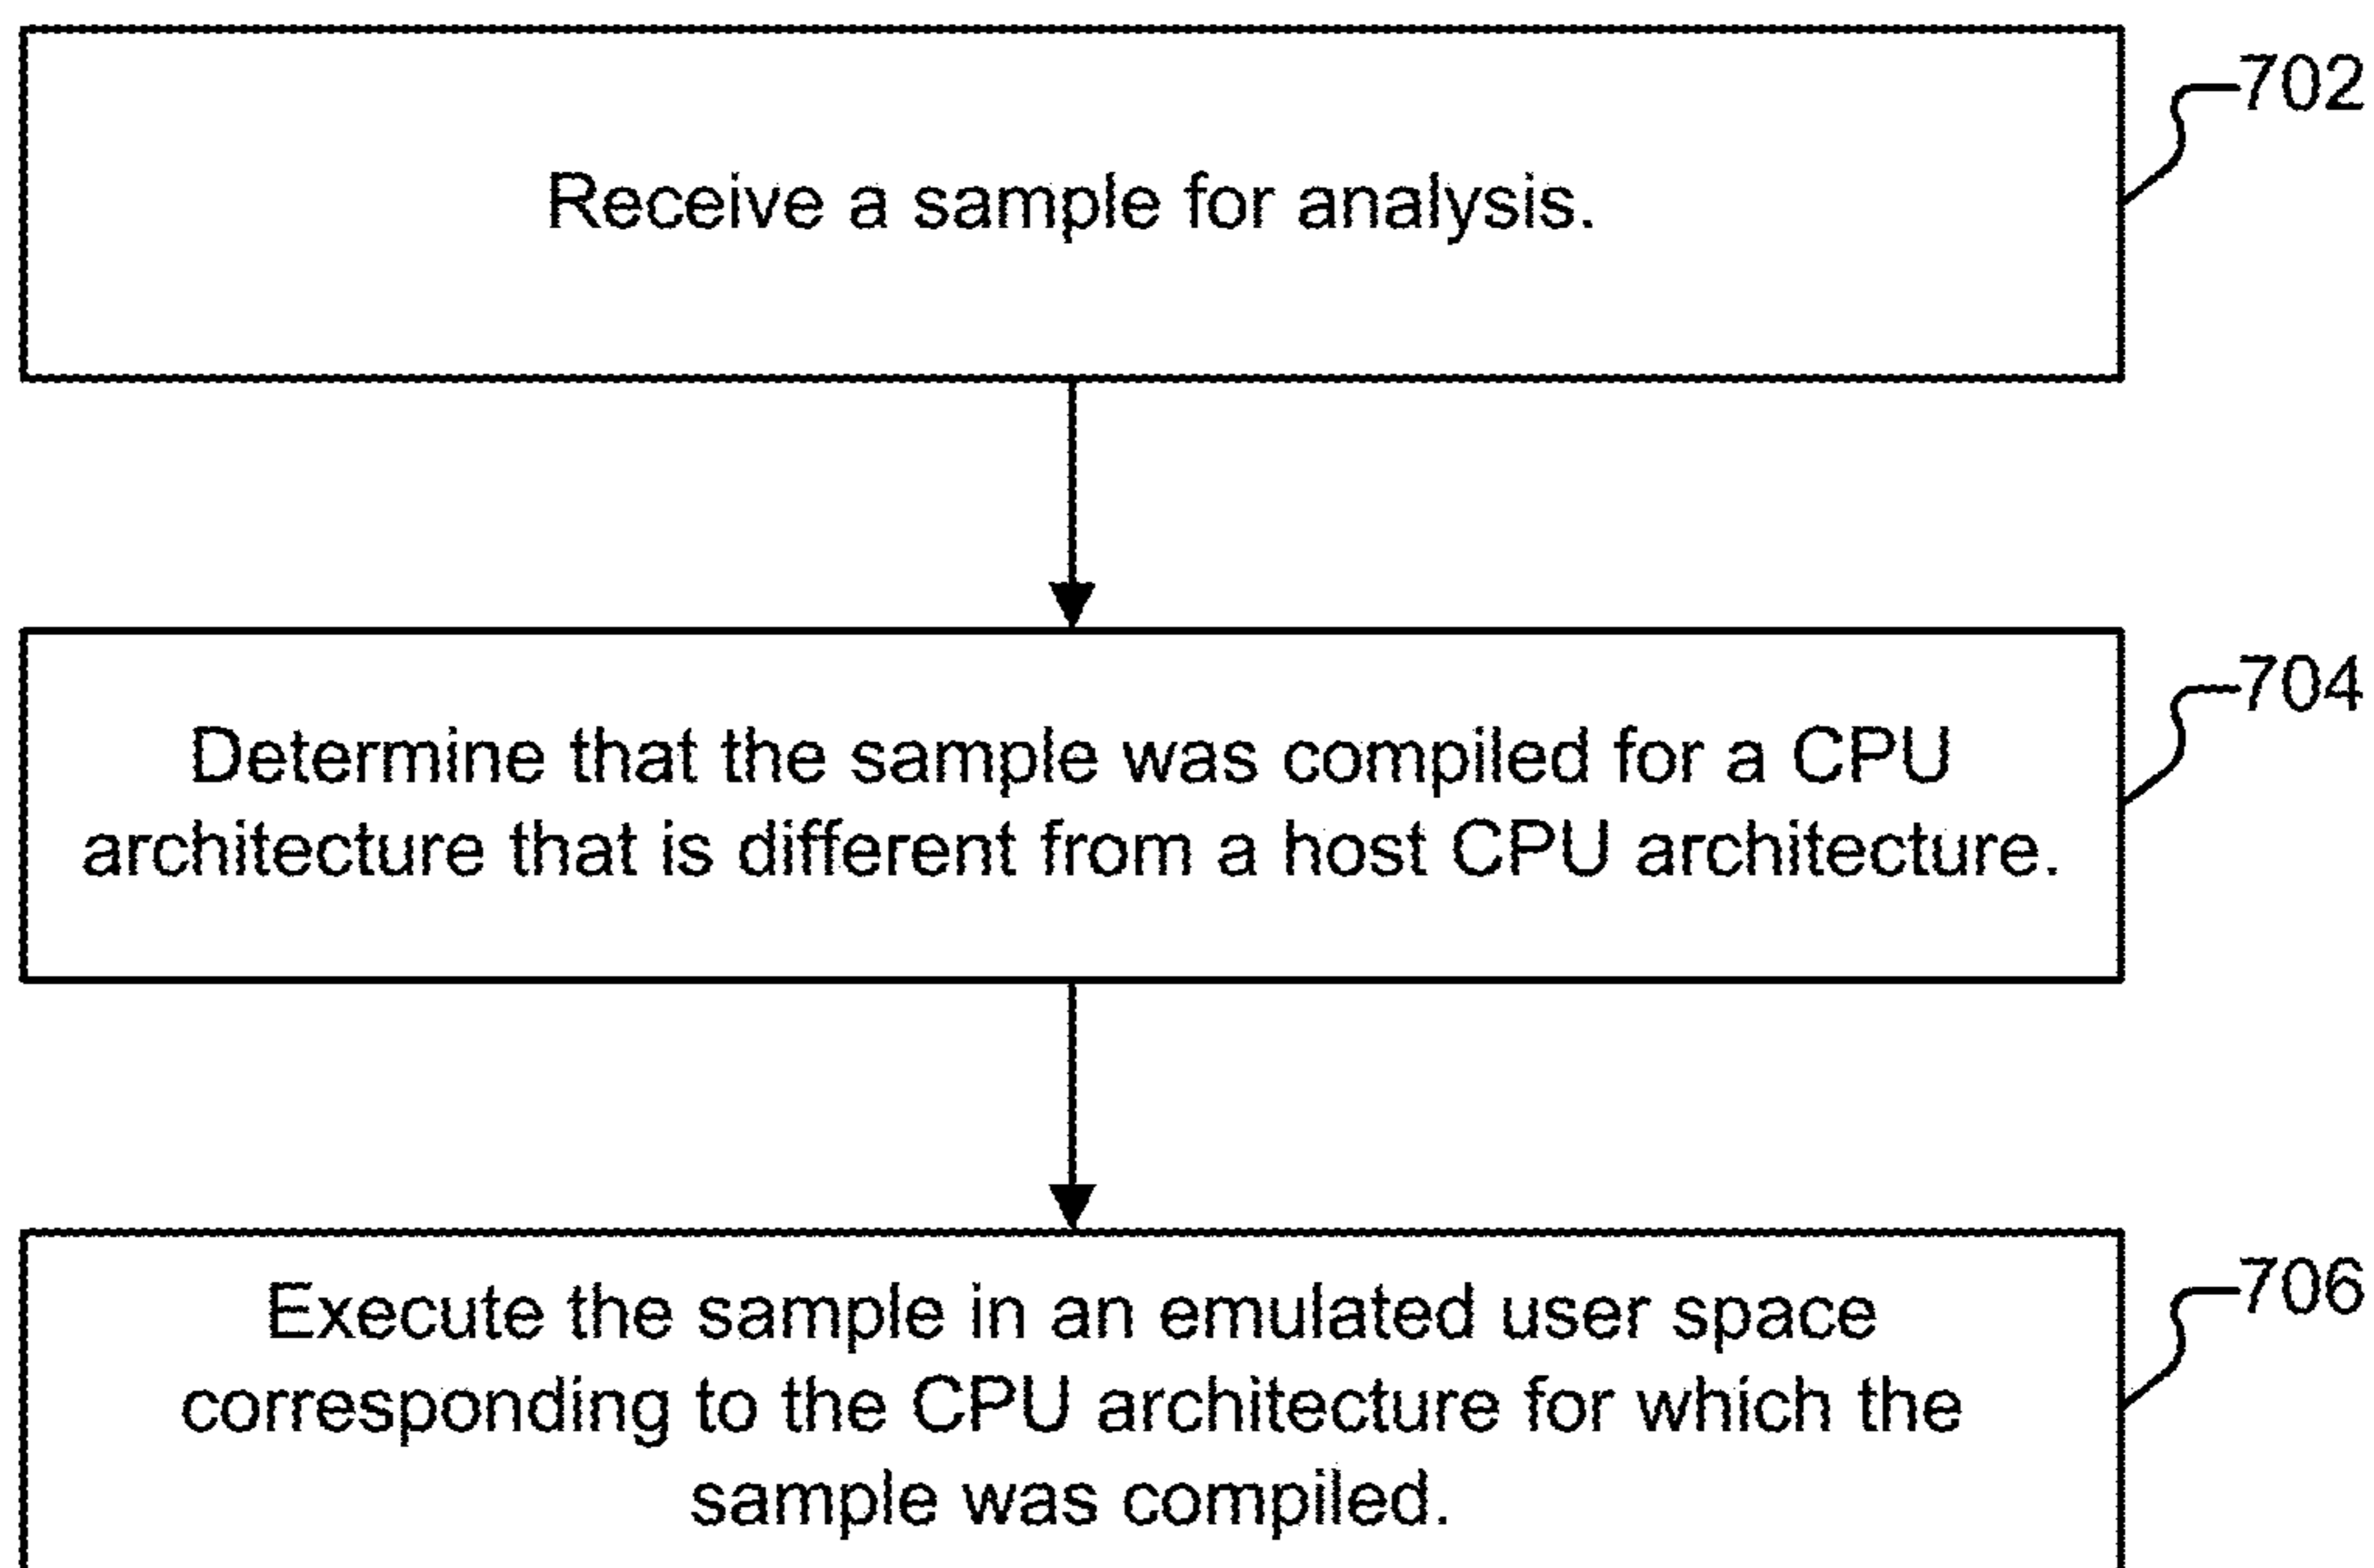 Receive a sample for analysis.
702
Determine that the sample was compiled for a CPU
architecture that is different from a host CPU architecture.
704
Execute the sample in an emulated user space
corresponding to the CPU architecture for which the
sample was compiled.
706